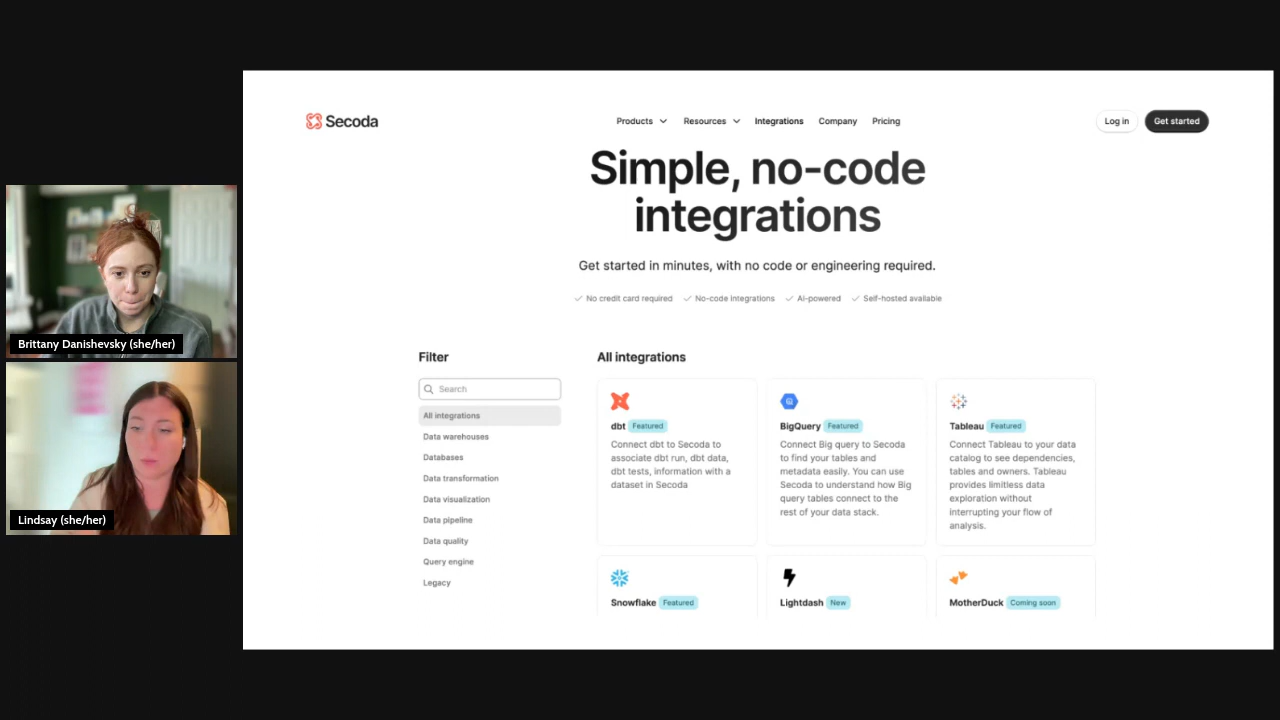 Secoda
Products
Resources
Integrations
Company
Pricing
Log in
Get started
Simple, no-code
integrations
Get started in minutes, with no code or engineering required.
No credit card required
No-code integrations
AI-powered
Self-hosted available
Brittany Danishevsky (she/her)
Lindsay (she/her)
Filter
Search
All integrations
Data warehouses
Databases
Data transformation
Data visualization
Data pipeline
Data quality
Query engine
Legacy
All integrations
dbt Featured
Connect dbt to Secoda to
associate dbt run, dbt data,
dbt tests, information with a
dataset in Secoda
BigQuery Featured
Connect Big query to Secoda
to find your tables and
metadata easily. You can use
Secoda to understand how Big
query tables connect to the
rest of your data stack.
Tableau Featured
Connect Tableau to your data
catalog to see dependencies,
tables and owners. Tableau
provides limitless data
exploration without
interrupting your flow of
analysis.
Snowflake Featured
Lightdash New
MotherDuck Coming soon